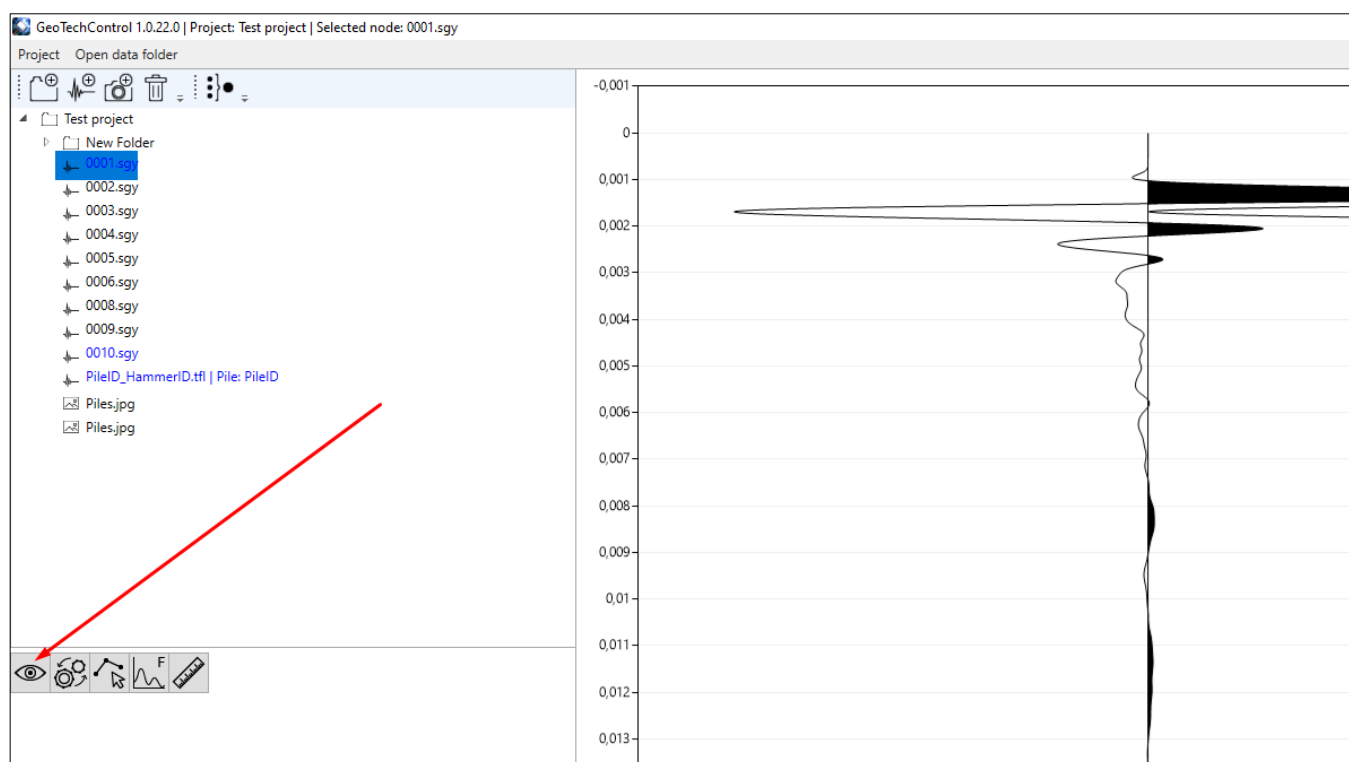 GeoTechControl 1.0.22.0 | Project: Test project | Selected node: 0001.sgy
Project Open data folder
Test project
New Folder
0001.sgy
0002.sgy
0003.sgy
0004.sgy
0005.sgy
0006.sgy
0008.sgy
0009.sgy
0010.sgy
PileID_HammerID.tfl | Pile: PileID
Piles.jpg
Piles.jpg
F
-0,001
0
0,001
0,002
0,003
0,004
0,005
0,006
0,007
0,008
0,009
0,01
0,011
0,012
0,013